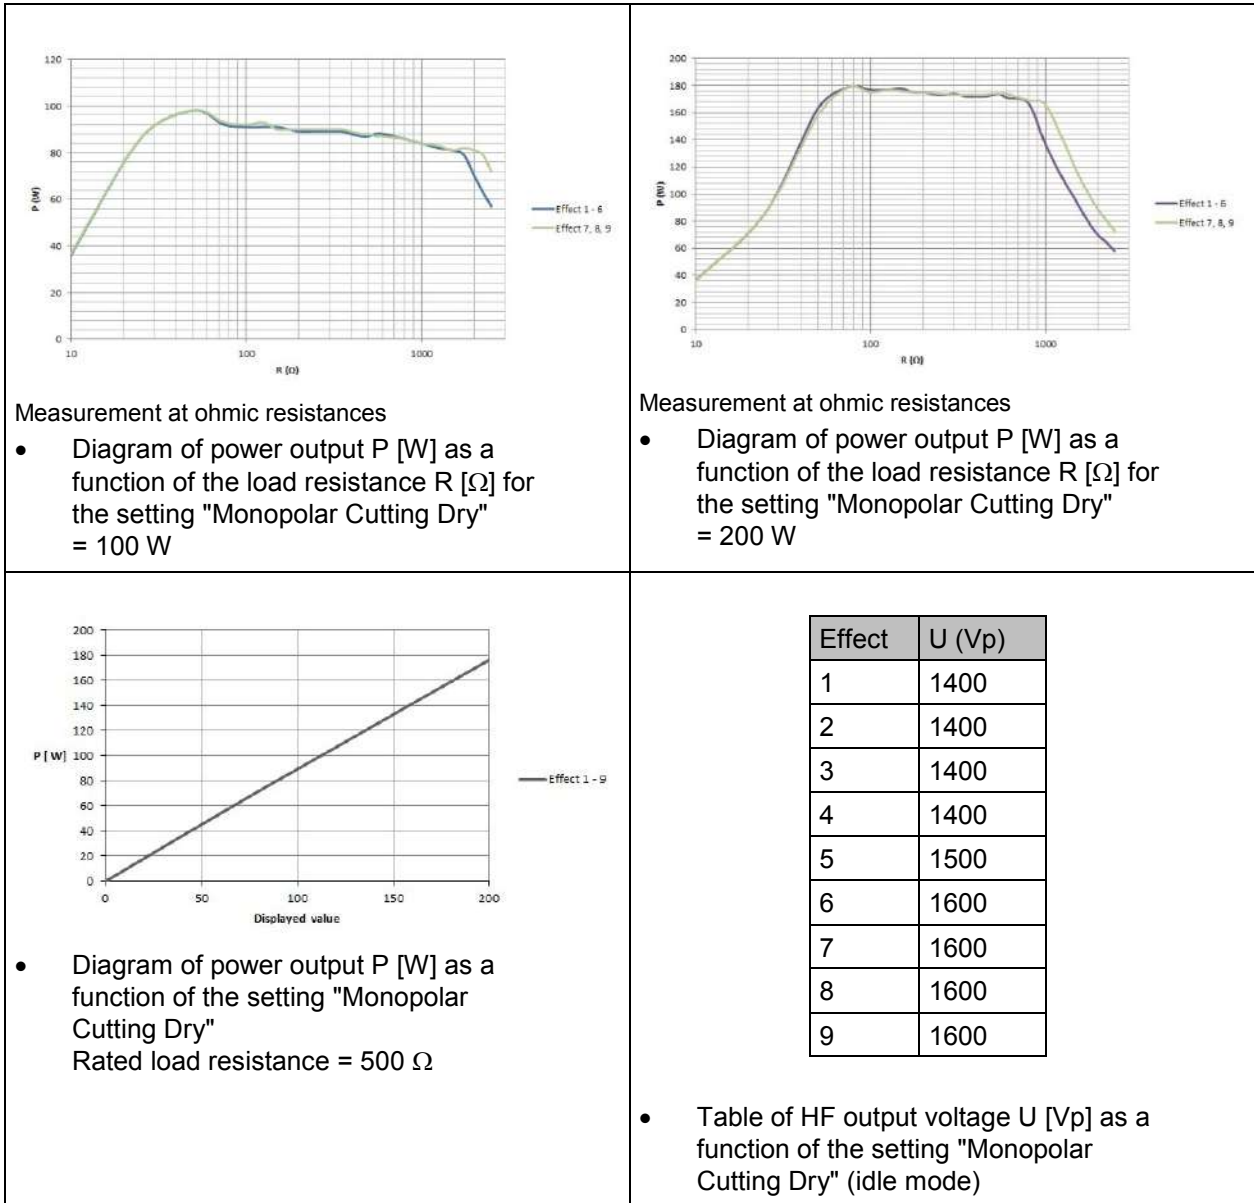 120
100
80
60
40
20
0
P (W)
10
100
1000
R (Ω)
Effect 1 - 6
Effect 7, 8, 9
Measurement at ohmic resistances
• Diagram of power output P [W] as a
function of the load resistance R [Ω] for
the setting "Monopolar Cutting Dry"
= 100 W
200
180
160
140
120
100
80
60
40
20
0
P (W)
10
100
1000
R (Ω)
Effect 1 - 6
Effect 7, 8, 9
Measurement at ohmic resistances
• Diagram of power output P [W] as a
function of the load resistance R [Ω] for
the setting "Monopolar Cutting Dry"
= 200 W
200
180
160
140
120
P [ W] 100
80
60
40
20
0
0 50 100 150 200
Displayed value
Effect 1 - 9
• Diagram of power output P [W] as a
function of the setting "Monopolar
Cutting Dry"
Rated load resistance = 500 Ω
Effect U (Vp)
1 1400
2 1400
3 1400
4 1400
5 1500
6 1600
7 1600
8 1600
9 1600
• Table of HF output voltage U [Vp] as a
function of the setting "Monopolar
Cutting Dry" (idle mode)